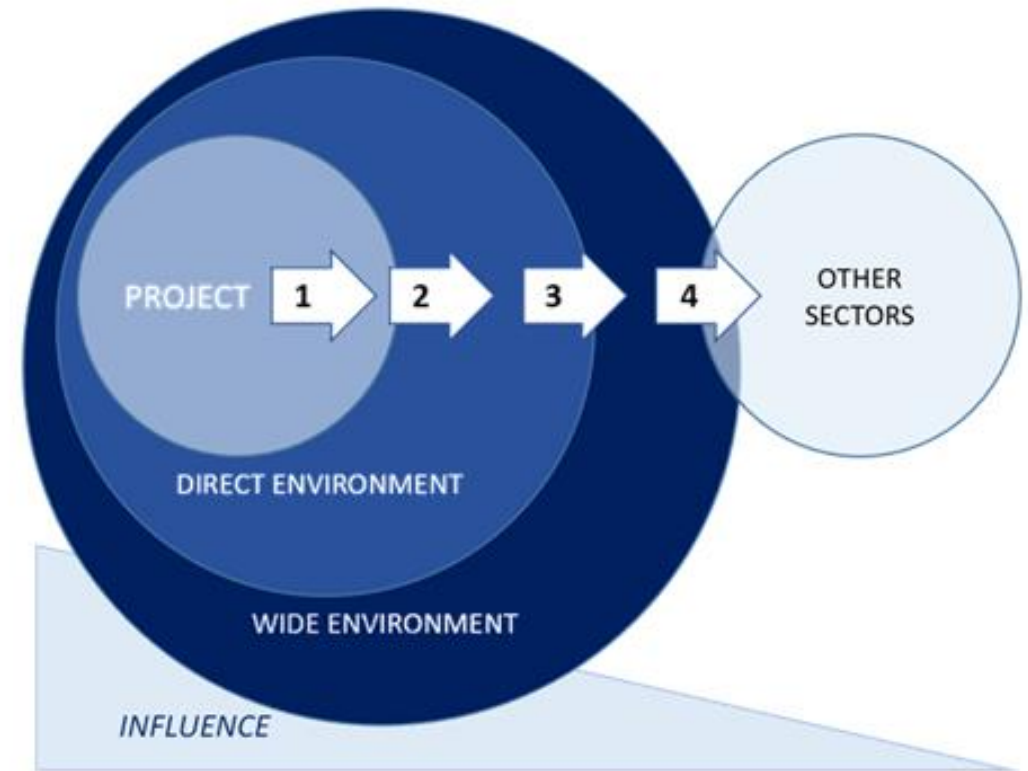 PROJECT
1
2
3
4
OTHER
SECTORS
DIRECT ENVIRONMENT
WIDE ENVIRONMENT
INFLUENCE